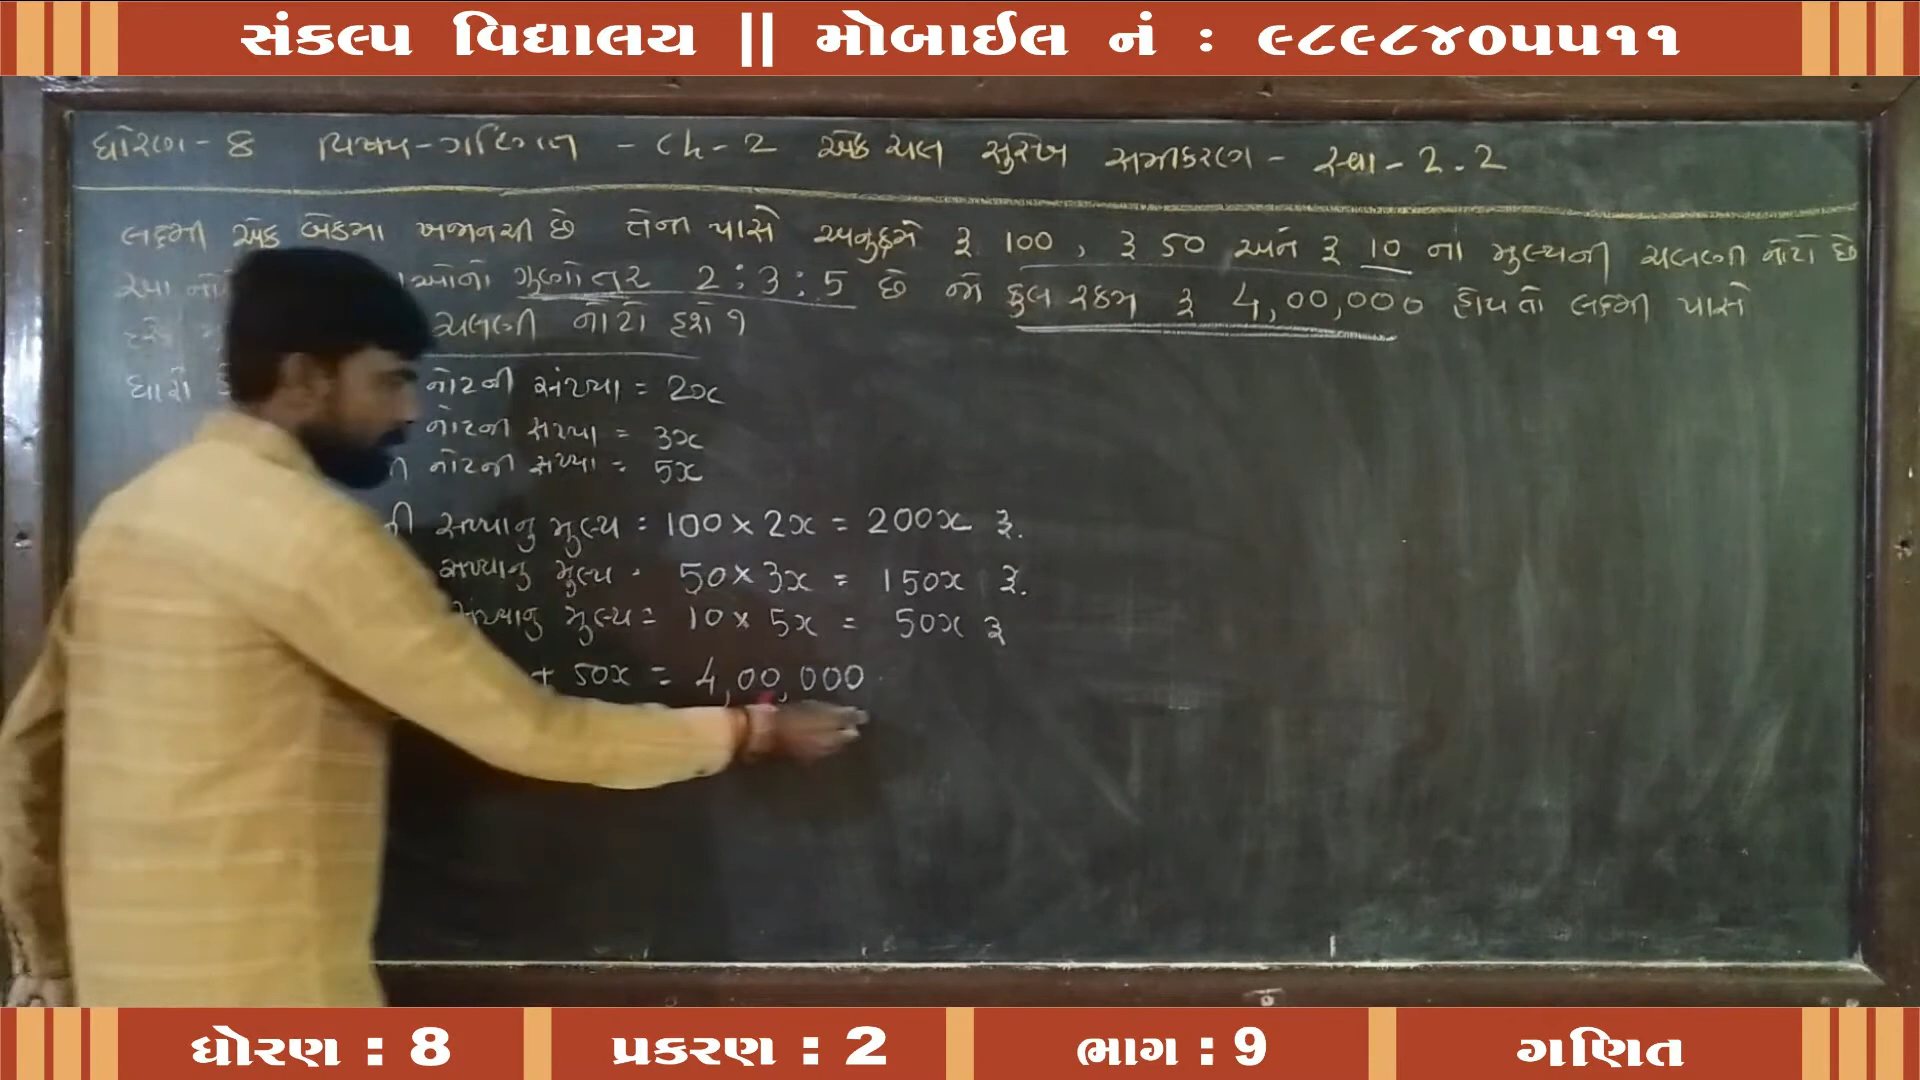 સંકલ્પ વિદ્યાલય || મોબાઈલ નં : ૯૮૯૮૪૦૫૫૧૧
ધોરણ - 8 વિષય - ગણિત - Ch - 2 એક ચલ સુરેખ સમીકરણ - સ્વા - 2.2
લક્ષ્મી એક બેંકમા ખજાનચી છે તેની પાસે અનુક્રમે રૂ. 100, રૂ 50 અને રૂ 10 ના મુલ્યની ચલણી નોટો છે
આ ઓનો ગુણોત્તર 2 : 3 : 5 છે જો કુલ રકમ રૂ 4,00,000 હોય તો લક્ષ્મી પાસે
ચલણી નોટો હશે ?
ધારો નોટની સંખ્યા = 2x
નોટની સંખ્યા = 3x
ની નોટની સંખ્યા = 5x
ની સંખ્યાનુ મુલ્ય = 100 × 2x = 200x રૂ.
સંખ્યાનુ મુલ્ય = 50 × 3x = 150x રૂ.
સંખ્યાનુ મુલ્ય = 10 × 5x = 50x રૂ
+ 50x = 4,00,000
ધોરણ : 8 પ્રકરણ : 2 ભાગ : 9 ગણિત